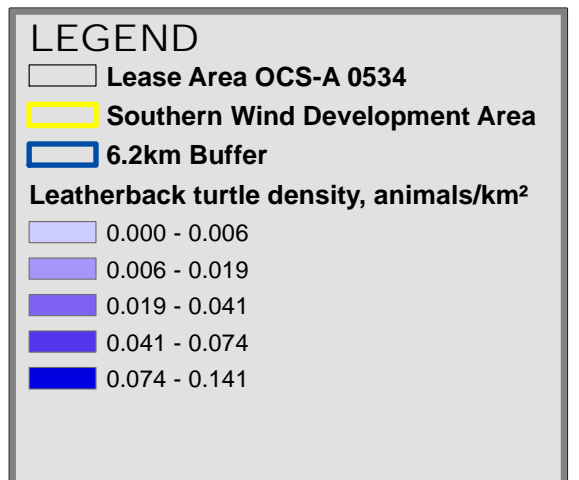 LEGEND
Lease Area OCS-A 0534
Southern Wind Development Area
6.2km Buffer
Leatherback turtle density, animals/km²
0.000 - 0.006
0.006 - 0.019
0.019 - 0.041
0.041 - 0.074
0.074 - 0.141